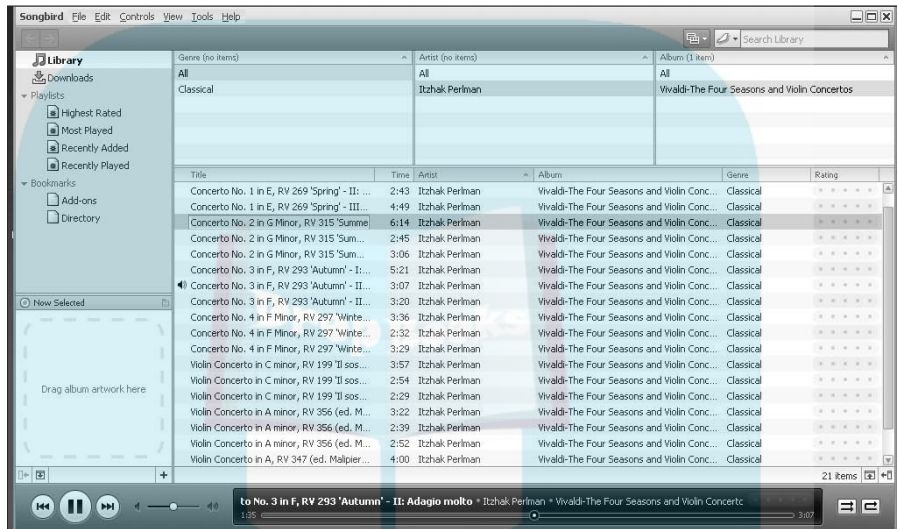 Songbird File Edit Controls View Tools Help
Search Library
Library
Downloads
Playlists
Highest Rated
Most Played
Recently Added
Recently Played
Bookmarks
Add-ons
Directory
Genre (no items) Artist (no items) Album (1 item)
All All All
Classical Itzhak Perlman Vivaldi-The Four Seasons and Violin Concertos
Title Time Artist Album Genre Rating
Concerto No. 1 in E, RV 269 'Spring' - II: ... 2:43 Itzhak Perlman Vivaldi-The Four Seasons and Violin Conc... Classical
Concerto No. 1 in E, RV 269 'Spring' - III... 4:49 Itzhak Perlman Vivaldi-The Four Seasons and Violin Conc... Classical
Concerto No. 2 in G Minor, RV 315 'Summe 6:14 Itzhak Perlman Vivaldi-The Four Seasons and Violin Conc... Classical
Concerto No. 2 in G Minor, RV 315 'Sum... 2:45 Itzhak Perlman Vivaldi-The Four Seasons and Violin Conc... Classical
Concerto No. 2 in G Minor, RV 315 'Sum... 3:06 Itzhak Perlman Vivaldi-The Four Seasons and Violin Conc... Classical
Concerto No. 3 in F, RV 293 'Autumn' - I:... 5:21 Itzhak Perlman Vivaldi-The Four Seasons and Violin Conc... Classical
Concerto No. 3 in F, RV 293 'Autumn' - II... 3:07 Itzhak Perlman Vivaldi-The Four Seasons and Violin Conc... Classical
Concerto No. 3 in F, RV 293 'Autumn' - II... 3:20 Itzhak Perlman Vivaldi-The Four Seasons and Violin Conc... Classical
Concerto No. 4 in F Minor, RV 297 'Winte... 3:36 Itzhak Perlman Vivaldi-The Four Seasons and Violin Conc... Classical
Concerto No. 4 in F Minor, RV 297 'Winte... 2:32 Itzhak Perlman Vivaldi-The Four Seasons and Violin Conc... Classical
Concerto No. 4 in F Minor, RV 297 'Winte... 3:29 Itzhak Perlman Vivaldi-The Four Seasons and Violin Conc... Classical
Violin Concerto in C minor, RV 199 'Il sos... 3:57 Itzhak Perlman Vivaldi-The Four Seasons and Violin Conc... Classical
Violin Concerto in C minor, RV 199 'Il sos... 2:54 Itzhak Perlman Vivaldi-The Four Seasons and Violin Conc... Classical
Violin Concerto in C minor, RV 199 'Il sos... 2:29 Itzhak Perlman Vivaldi-The Four Seasons and Violin Conc... Classical
Violin Concerto in A minor, RV 356 (ed. M... 3:22 Itzhak Perlman Vivaldi-The Four Seasons and Violin Conc... Classical
Violin Concerto in A minor, RV 356 (ed. M... 2:39 Itzhak Perlman Vivaldi-The Four Seasons and Violin Conc... Classical
Violin Concerto in A minor, RV 356 (ed. M... 2:52 Itzhak Perlman Vivaldi-The Four Seasons and Violin Conc... Classical
Violin Concerto in A, RV 347 (ed. Malipier... 4:00 Itzhak Perlman Vivaldi-The Four Seasons and Violin Conc... Classical
Now Selected
Drag album artwork here
21 items
to No. 3 in F, RV 293 'Autumn' - II: Adagio molto • Itzhak Perlman • Vivaldi-The Four Seasons and Violin Concertc
1:35 3:07